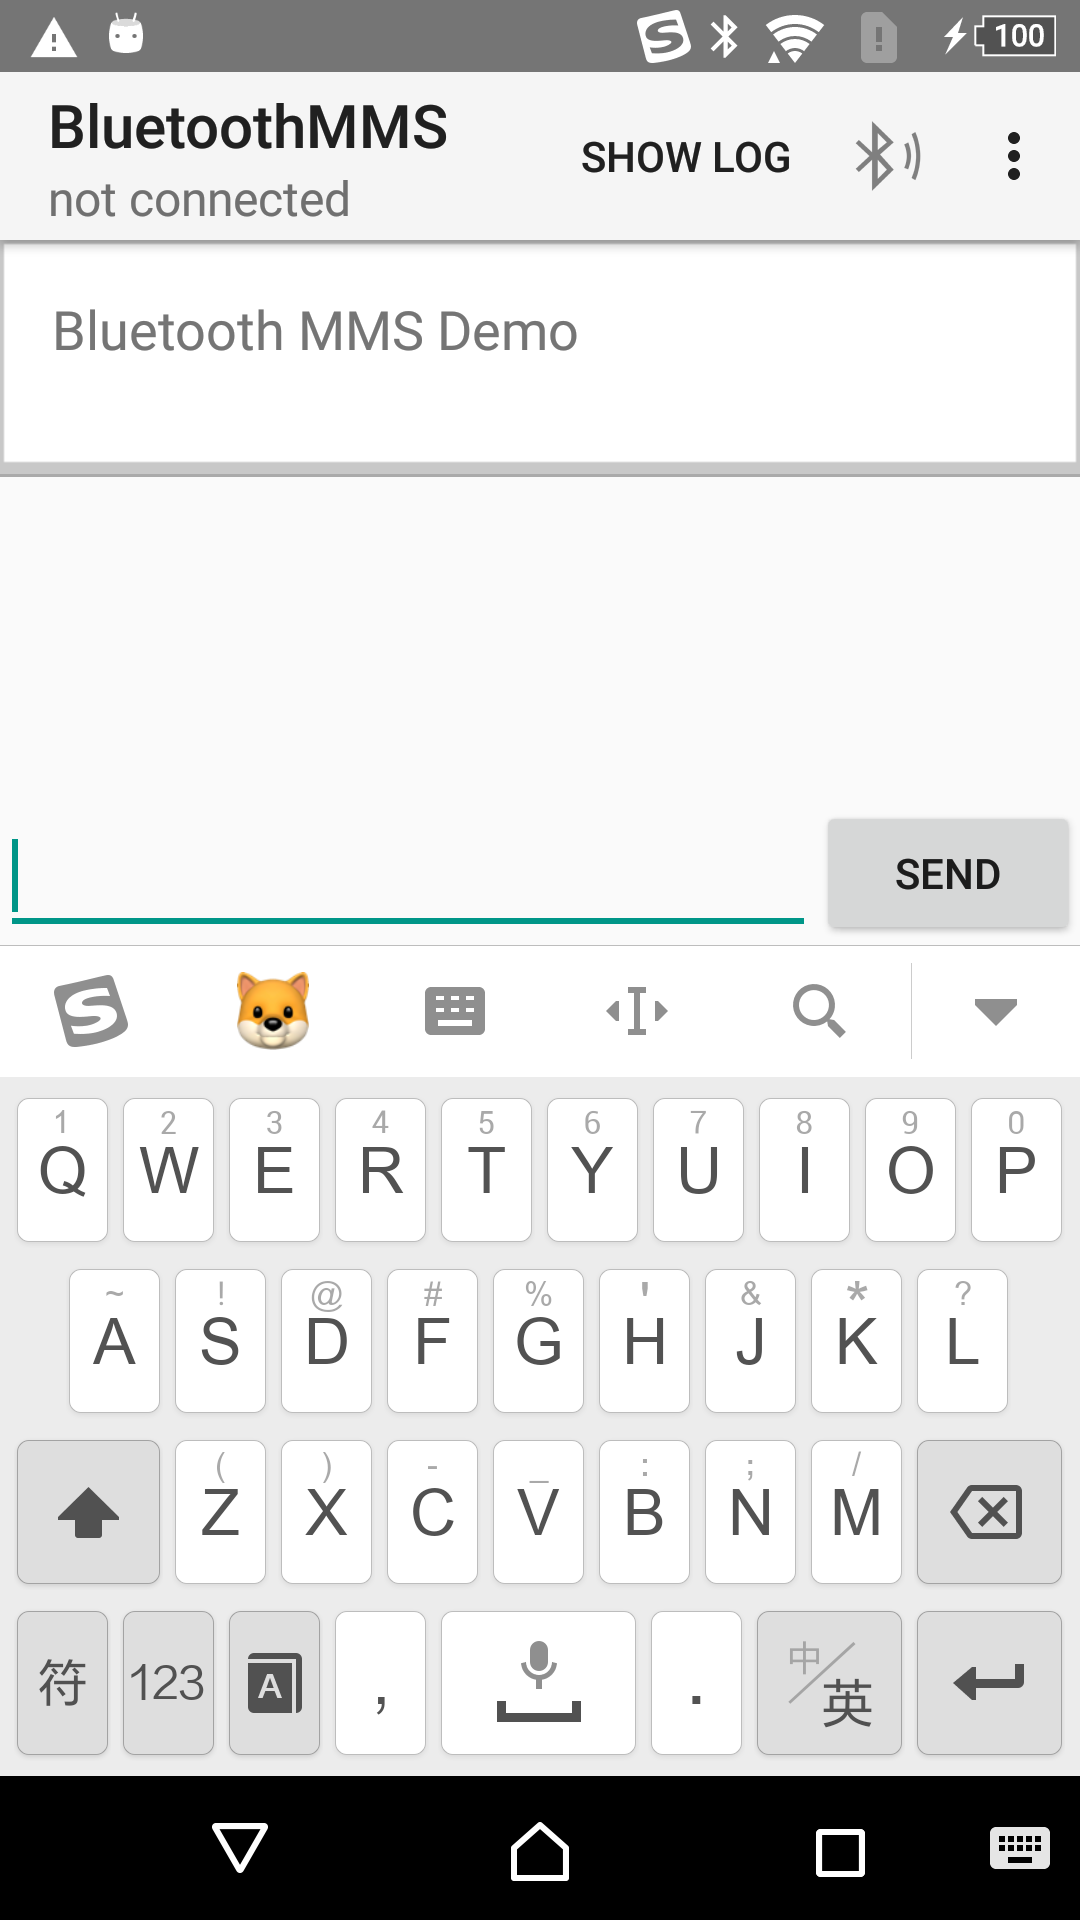 100
BluetoothMMS
not connected
SHOW LOG
Bluetooth MMS Demo
SEND
1 2 3 4 5 6 7 8 9 0
Q W E R T Y U I O P
~ ! @ # % ' & * ?
A S D F G H J K L
( ) - _ : ; /
Z X C V B N M
符 123 A , . 中/英